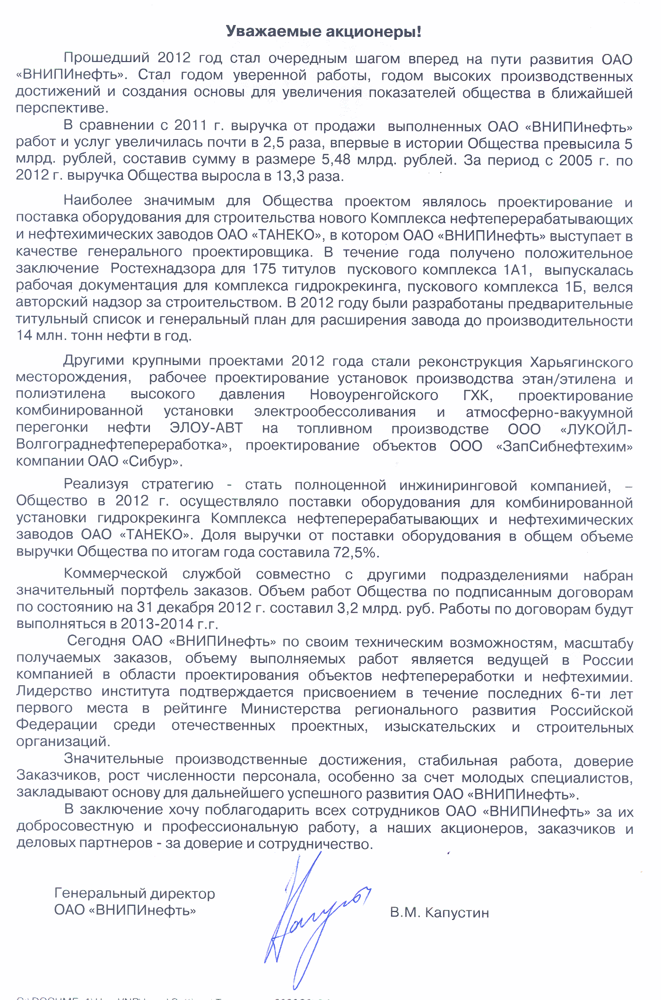 Уважаемые акционеры!
Прошедший 2012 год стал очередным шагом вперед на пути развития ОАО
«ВНИПИнефть». Стал годом уверенной работы, годом высоких производственных
достижений и создания основы для увеличения показателей общества в ближайшей
перспективе.
В сравнении с 2011 г. выручка от продажи выполненных ОАО «ВНИПИнефть»
работ и услуг увеличилась почти в 2,5 раза, впервые в истории Общества превысила 5
млрд. рублей, составив сумму в размере 5,48 млрд. рублей. За период с 2005 г. по
2012 г. выручка Общества выросла в 13,3 раза.
Наиболее значимым для Общества проектом являлось проектирование и
поставка оборудования для строительства нового Комплекса нефтеперерабатывающих
и нефтехимических заводов ОАО «ТАНЕКО», в котором ОАО «ВНИПИнефть» выступает в
качестве генерального проектировщика. В течение года получено положительное
заключение Ростехнадзора для 175 титулов пускового комплекса 1А1, выпускалась
рабочая документация для комплекса гидрокрекинга, пускового комплекса 1Б, велся
авторский надзор за строительством. В 2012 году были разработаны предварительные
титульный список и генеральный план для расширения завода до производительности
14 млн. тонн нефти в год.
Другими крупными проектами 2012 года стали реконструкция Харьягинского
месторождения, рабочее проектирование установок производства этан/этилена и
полиэтилена высокого давления Новоуренгойского ГХК, проектирование
комбинированной установки электрообессоливания и атмосферно-вакуумной
перегонки нефти ЭЛОУ-АВТ на топливном производстве ООО «ЛУКОЙЛ-
Волгограднефтепереработка», проектирование объектов ООО «ЗапСибнефтехим»
компании ОАО «Сибур».
Реализуя стратегию - стать полноценной инжиниринговой компанией, –
Общество в 2012 г. осуществляло поставки оборудования для комбинированной
установки гидрокрекинга Комплекса нефтеперерабатывающих и нефтехимических
заводов ОАО «ТАНЕКО». Доля выручки от поставки оборудования в общем объеме
выручки Общества по итогам года составила 72,5%.
Коммерческой службой совместно с другими подразделениями набран
значительный портфель заказов. Объем работ Общества по подписанным договорам
по состоянию на 31 декабря 2012 г. составил 3,2 млрд. руб. Работы по договорам будут
выполняться в 2013-2014 г.г.
Сегодня ОАО «ВНИПИнефть» по своим техническим возможностям, масштабу
получаемых заказов, объему выполняемых работ является ведущей в России
компанией в области проектирования объектов нефтепереработки и нефтехимии.
Лидерство института подтверждается присвоением в течение последних 6-ти лет
первого места в рейтинге Министерства регионального развития Российской
Федерации среди отечественных проектных, изыскательских и строительных
организаций.
Значительные производственные достижения, стабильная работа, доверие
Заказчиков, рост численности персонала, особенно за счет молодых специалистов,
закладывают основу для дальнейшего успешного развития ОАО «ВНИПИнефть».
В заключение хочу поблагодарить всех сотрудников ОАО «ВНИПИнефть» за их
добросовестную и профессиональную работу, а наших акционеров, заказчиков и
деловых партнеров - за доверие и сотрудничество.
Генеральный директор
ОАО «ВНИПИнефть»
В.М. Капустин